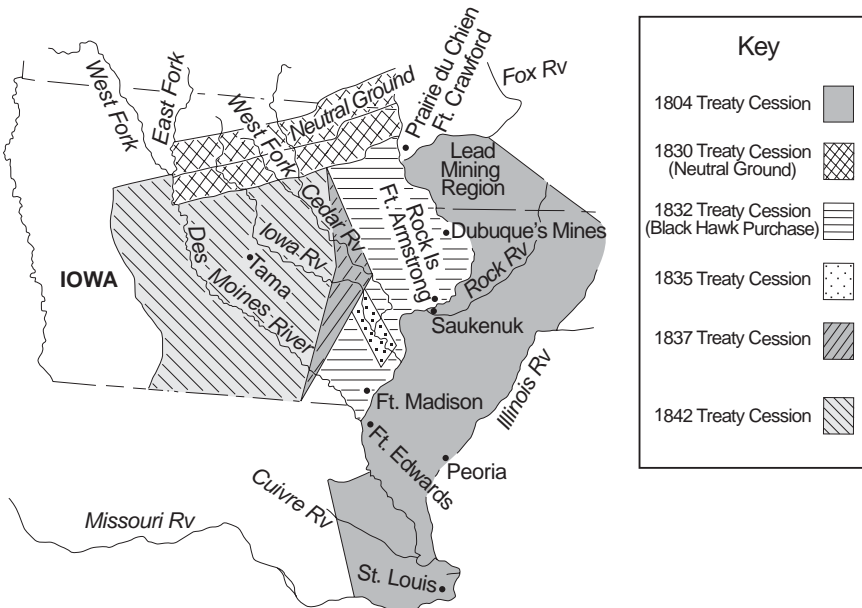 West Fork
East Fork
West Fork
Neutral Ground
Prairie du Chien
Ft. Crawford
Fox Rv
Lead
Mining
Region
Cedar Rv
Rock Is
Ft. Armstrong
Dubuque's Mines
Iowa Rv
Rock Rv
Tama
IOWA
Des Moines River
Saukenuk
Illinois Rv
Ft. Madison
Ft. Edwards
Peoria
Cuivre Rv
Missouri Rv
St. Louis
Key
1804 Treaty Cession
1830 Treaty Cession
(Neutral Ground)
1832 Treaty Cession
(Black Hawk Purchase)
1835 Treaty Cession
1837 Treaty Cession
1842 Treaty Cession